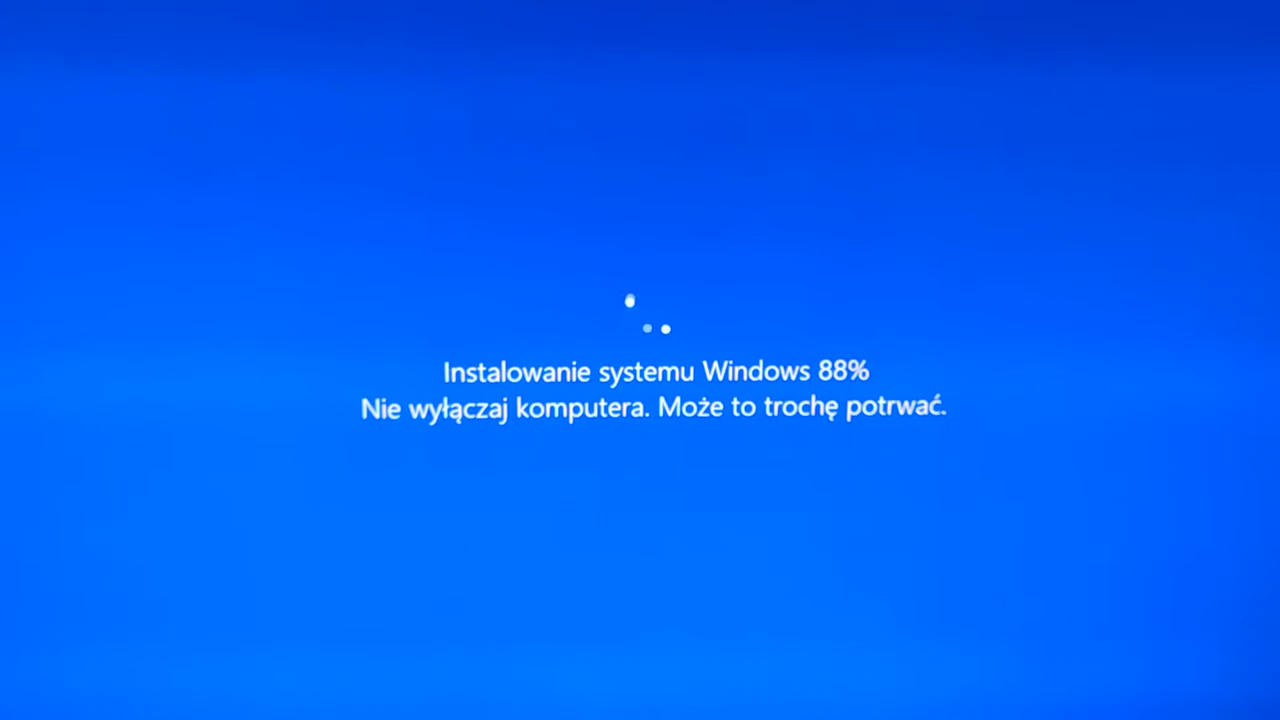 Instalowanie systemu Windows 88%
Nie wyłączaj komputera. Może to trochę potrwać.